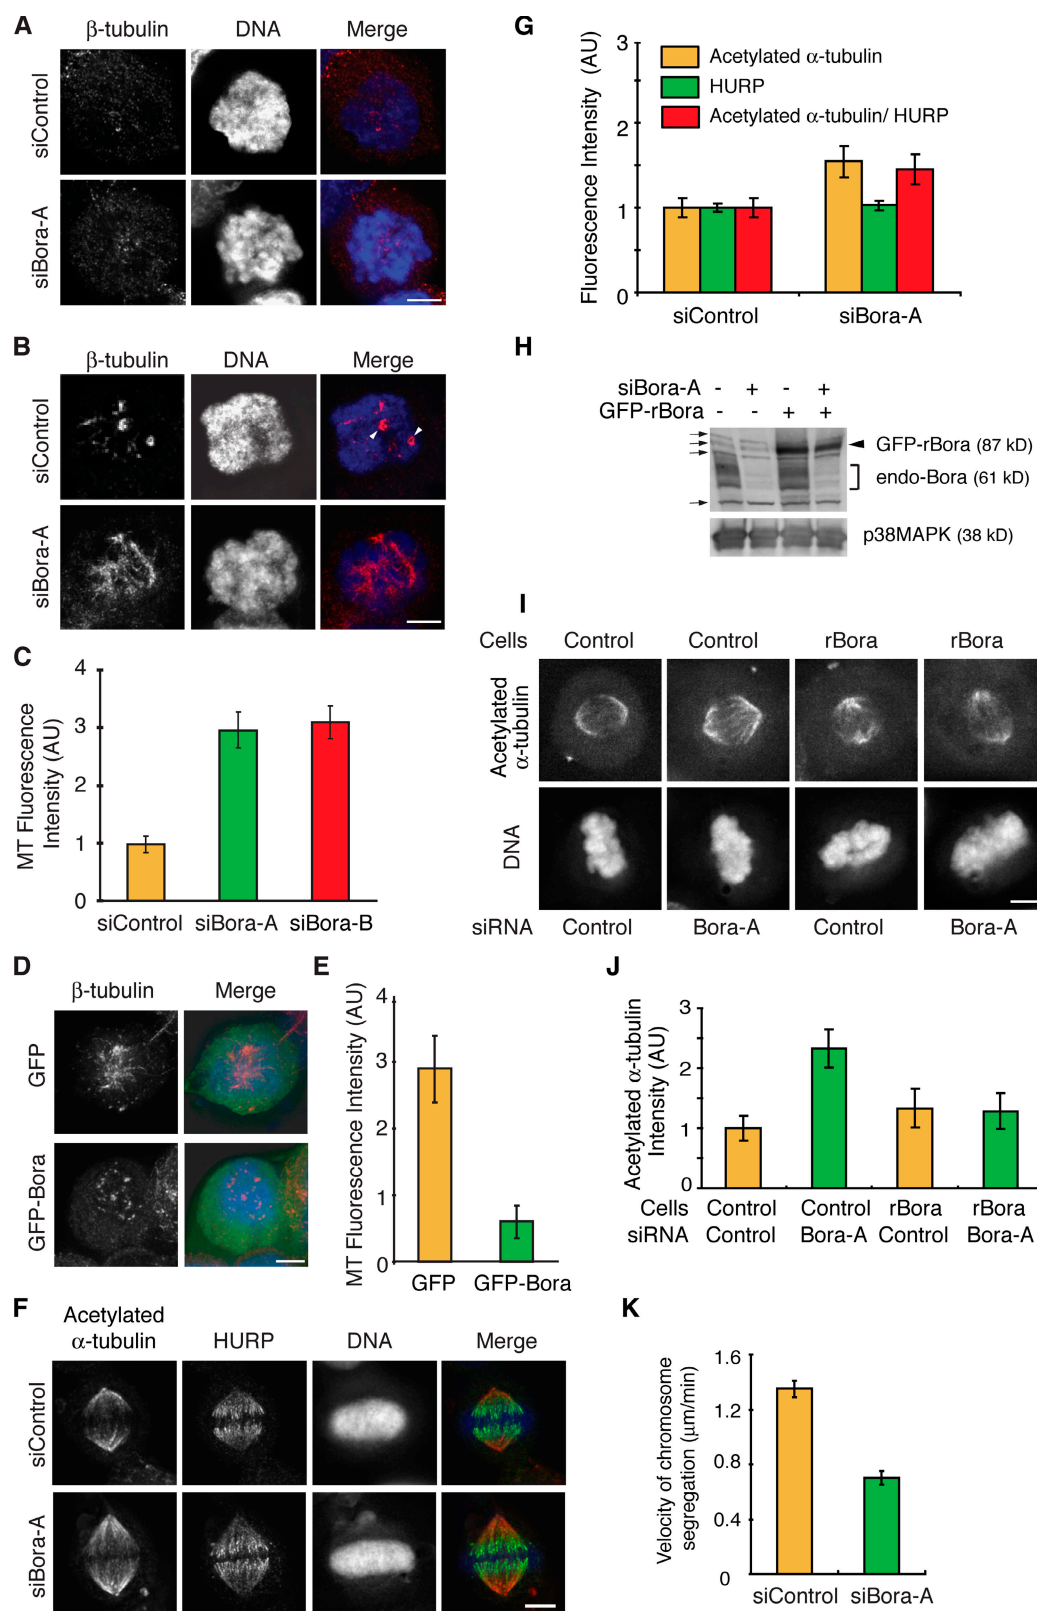 A
β-tubulin DNA Merge
siControl
siBora-A
B
β-tubulin DNA Merge
siControl
siBora-A
C
MT Fluorescence
Intensity (AU)
4
3
2
1
0
siControl siBora-A siBora-B
D
β-tubulin Merge
GFP
GFP-Bora
E
MT Fluorescence Intensity (AU)
4
3
2
1
0
GFP GFP-Bora
F
Acetylated
α-tubulin HURP DNA Merge
siControl
siBora-A
G
Fluorescence Intensity (AU)
3
2
1
0
Acetylated α-tubulin
HURP
Acetylated α-tubulin/ HURP
siControl siBora-A
H
siBora-A - + - +
GFP-rBora - - + +
GFP-rBora (87 kD)
endo-Bora (61 kD)
p38MAPK (38 kD)
I
Cells Control Control rBora rBora
Acetylated
α-tubulin
DNA
siRNA Control Bora-A Control Bora-A
J
Acetylated α-tubulin
Intensity (AU)
3
2
1
0
Cells Control Control rBora rBora
siRNA Control Bora-A Control Bora-A
K
Velocity of chromosome
segregation (μm/min)
1.6
1.2
0.8
0.4
0
siControl siBora-A